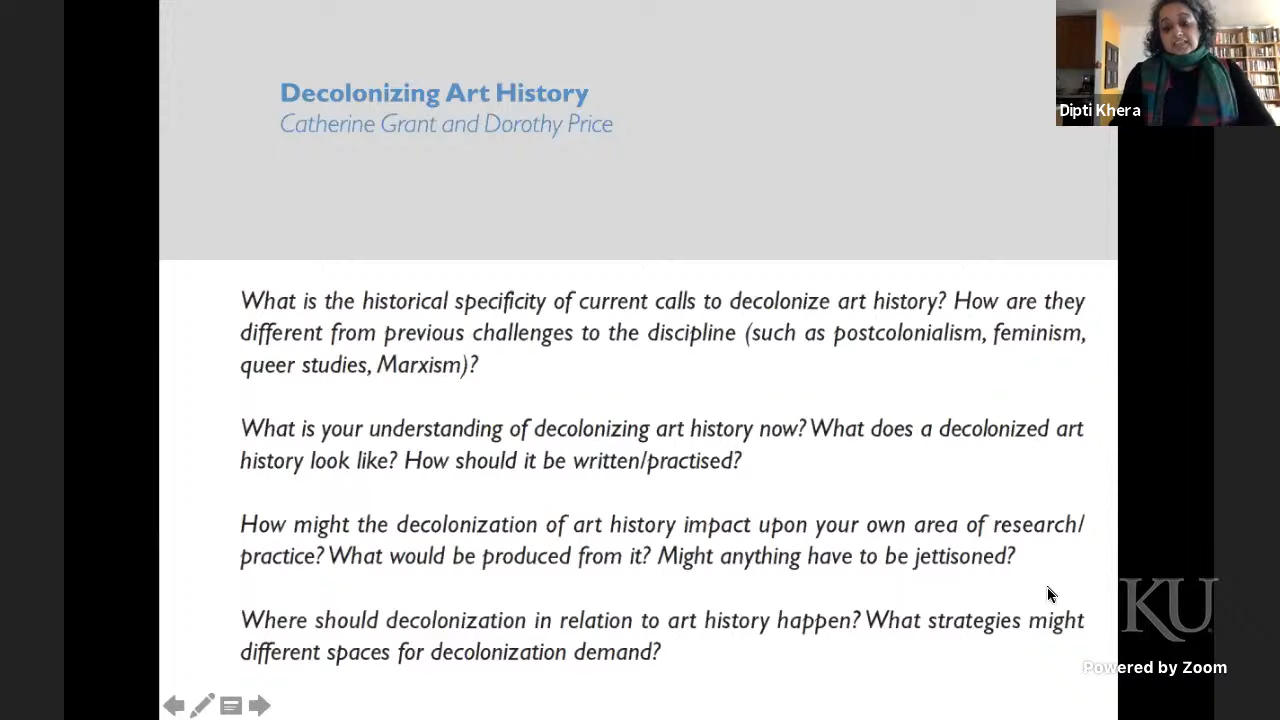 Decolonizing Art History
Catherine Grant and Dorothy Price
Dipti Khera
What is the historical specificity of current calls to decolonize art history? How are they
different from previous challenges to the discipline (such as postcolonialism, feminism,
queer studies, Marxism)?
What is your understanding of decolonizing art history now? What does a decolonized art
history look like? How should it be written/practised?
How might the decolonization of art history impact upon your own area of research/
practice? What would be produced from it? Might anything have to be jettisoned?
Where should decolonization in relation to art history happen? What strategies might
different spaces for decolonization demand?
KU
Powered by Zoom